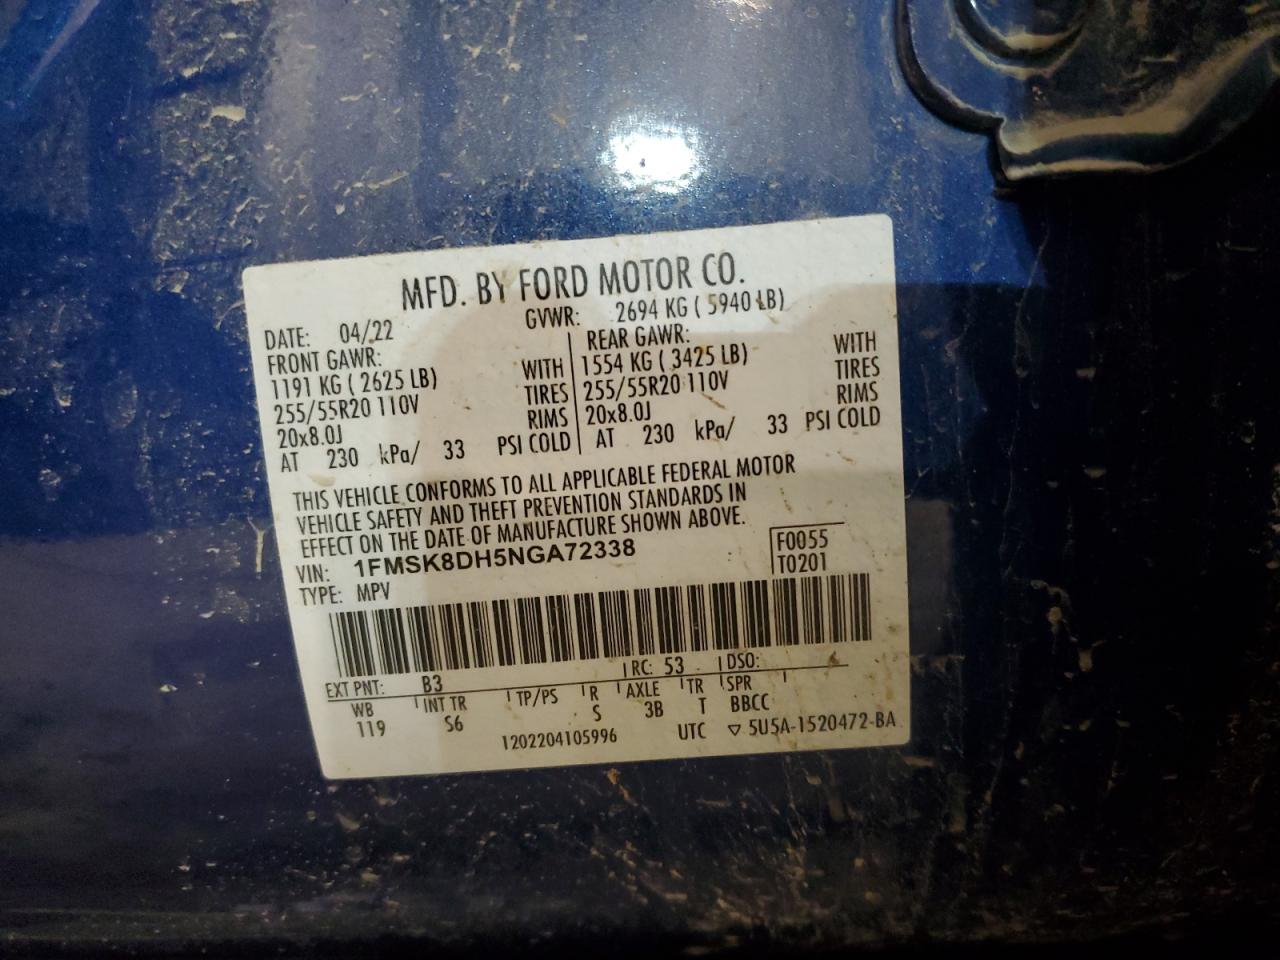 MFD. BY FORD MOTOR CO.
DATE: 04/22 GVWR: 2694 KG ( 5940 LB)
FRONT GAWR:
1191 KG ( 2625 LB) WITH
255/55R20 110V TIRES
20x8.0J RIMS
AT 230 kPa/ 33 PSI COLD
REAR GAWR:
1554 KG ( 3425 LB) WITH
255/55R20 110V TIRES
20x8.0J RIMS
AT 230 kPa/ 33 PSI COLD
THIS VEHICLE CONFORMS TO ALL APPLICABLE FEDERAL MOTOR
VEHICLE SAFETY AND THEFT PREVENTION STANDARDS IN
EFFECT ON THE DATE OF MANUFACTURE SHOWN ABOVE.
VIN: 1FMSK8DH5NGA72338
TYPE: MPV
F0055
T0201
EXT PNT: B3 RC: 53 DSO:
WB INT TR TP/PS R AXLE TR SPR
119 S6 S 3B T BBCC
1202204105996 UTC ▽ 5U5A-1520472-BA